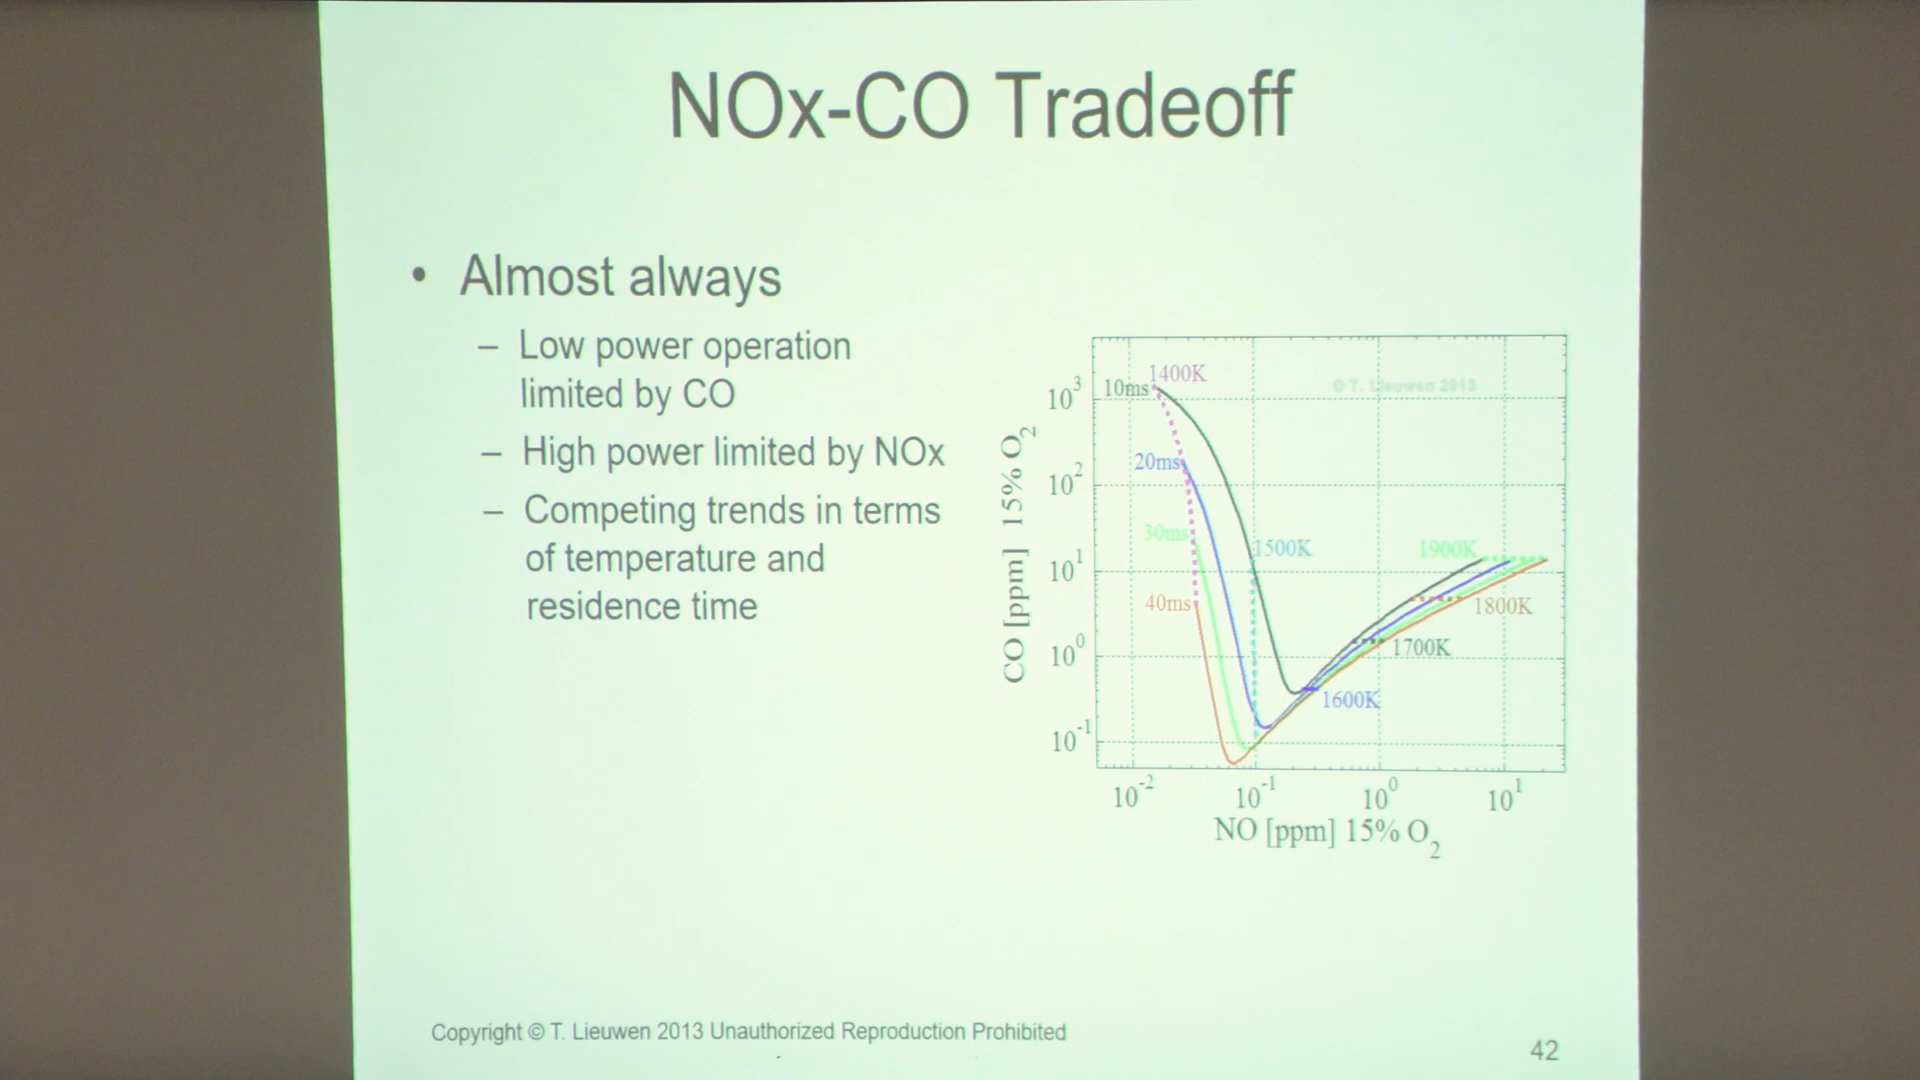 NOx-CO Tradeoff
• Almost always
– Low power operation
limited by CO
– High power limited by NOx
– Competing trends in terms
of temperature and
residence time
© T. Lieuwen 2013
1400K
10ms
10³
20ms
10²
30ms
1500K
1900K
10¹
40ms
1800K
10⁰
1700K
1600K
10⁻¹
CO [ppm] 15% O₂
10⁻² 10⁻¹ 10⁰ 10¹
NO [ppm] 15% O₂
Copyright © T. Lieuwen 2013 Unauthorized Reproduction Prohibited
42